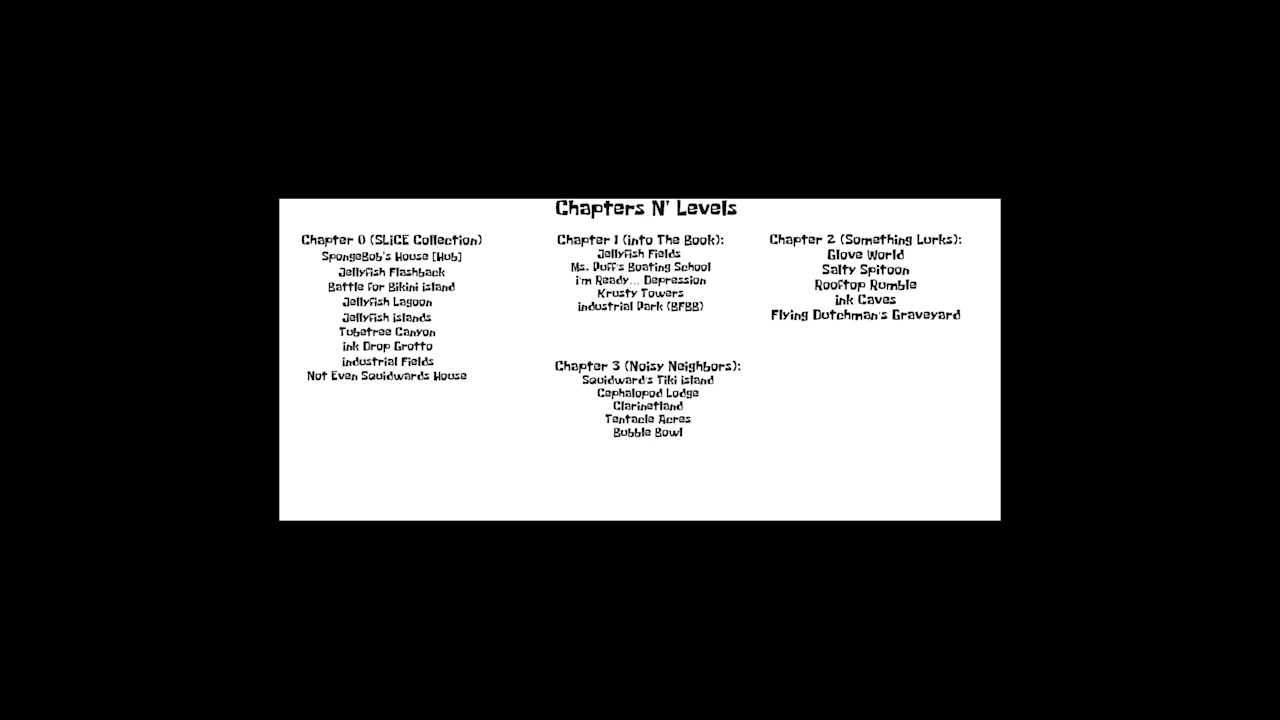 Chapters N' Levels
Chapter 0 (SLiCE Collection)
SpongeBob's House [Hub]
Jellyfish Flashback
Battle for Bikini island
Jellyfish Lagoon
Jellyfish islands
Tubetree Canyon
ink Drop Grotto
industrial Fields
Not Even Squidwards House
Chapter 1 (into The Book):
Jellyfish Fields
Ms. Puff's Boating School
i'm Ready... Depression
Krusty Towers
industrial Park (BFBB)
Chapter 2 (Something Lurks):
Glove World
Salty Spitoon
Rooftop Rumble
ink Caves
Flying Dutchman's Graveyard
Chapter 3 (Noisy Neighbors):
Squidward's Tiki island
Cephalopod Lodge
Clarinetland
Tentacle Acres
Bubble Bowl